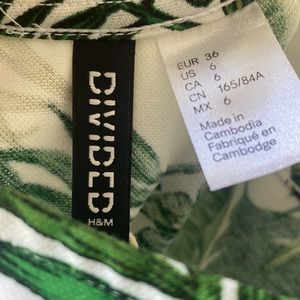 DIVIDED
H&M
EUR 36
US 6
CA 6
CN 165/84A
MX 6
Made in
Cambodia
Fabriqué en
Cambodge